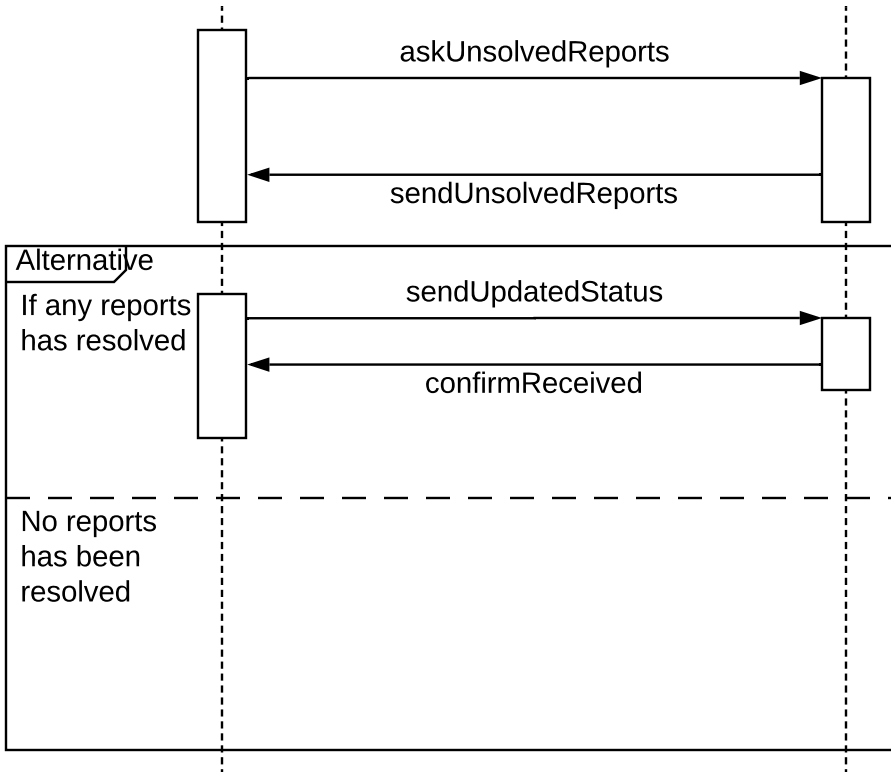 askUnsolvedReports
sendUnsolvedReports
Alternative
If any reports
has resolved
sendUpdatedStatus
confirmReceived
No reports
has been
resolved